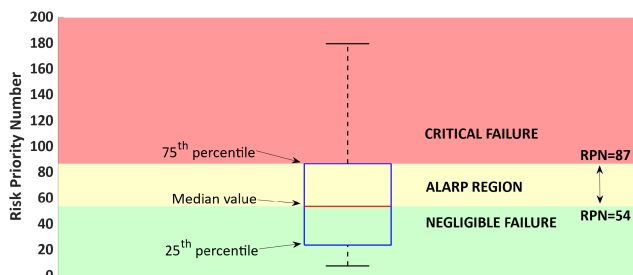 200
180
160
140
120
100
80
60
40
20
0
Risk Priority Number
75th percentile
Median value
25th percentile
CRITICAL FAILURE
RPN=87
ALARP REGION
RPN=54
NEGLIGIBLE FAILURE